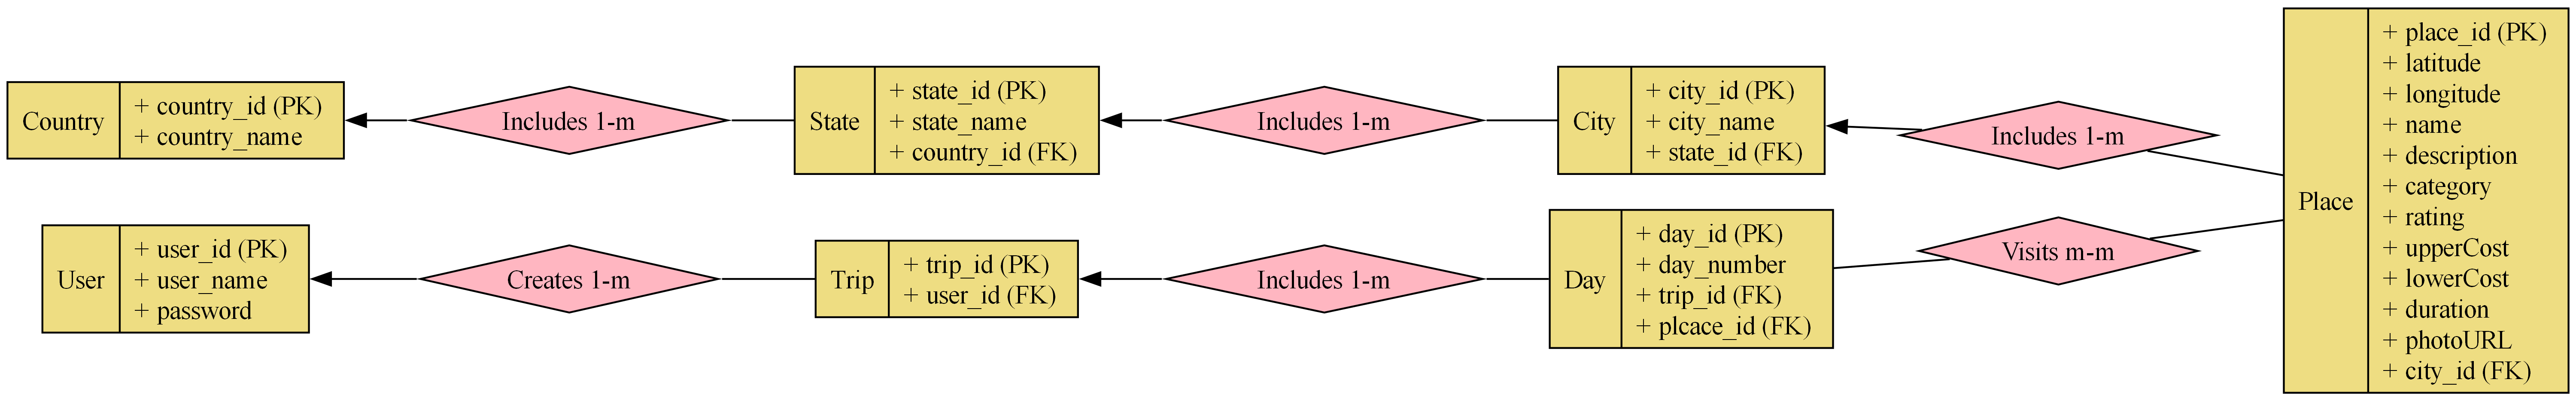 Country
+ country_id (PK)
+ country_name
Includes 1-m
State
+ state_id (PK)
+ state_name
+ country_id (FK)
Includes 1-m
City
+ city_id (PK)
+ city_name
+ state_id (FK)
Includes 1-m
Place
+ place_id (PK)
+ latitude
+ longitude
+ name
+ description
+ category
+ rating
+ upperCost
+ lowerCost
+ duration
+ photoURL
+ city_id (FK)
User
+ user_id (PK)
+ user_name
+ password
Creates 1-m
Trip
+ trip_id (PK)
+ user_id (FK)
Includes 1-m
Day
+ day_id (PK)
+ day_number
+ trip_id (FK)
+ plcace_id (FK)
Visits m-m